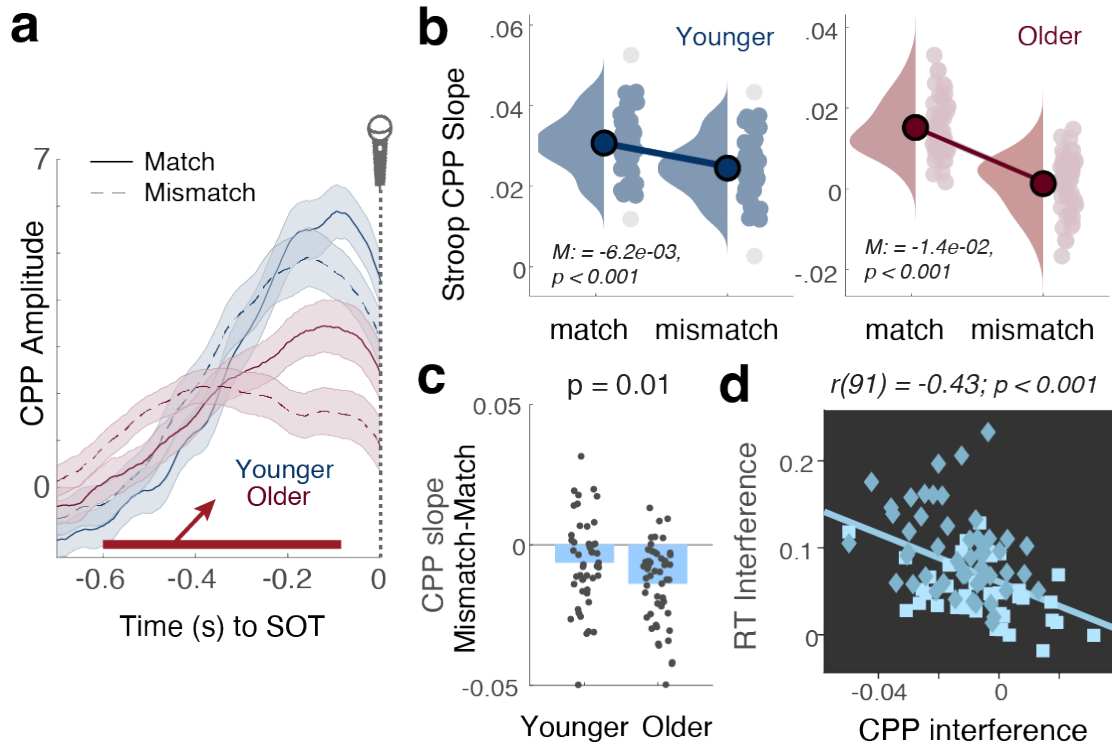 a
7
Match
Mismatch
CPP Amplitude
0
Younger
Older
-0.6
-0.4
-0.2
0
Time (s) to SOT
b
Stroop CPP Slope
.06
.04
.02
0
Younger
M: = -6.2e-03,
p < 0.001
match
mismatch
.04
.02
0
-.02
Older
M: = -1.4e-02,
p < 0.001
match
mismatch
c
p = 0.01
CPP slope
Mismatch-Match
0.05
0
-0.05
Younger
Older
d
r(91) = -0.43; p < 0.001
RT Interference
0.2
0.1
0
-0.04
0
CPP interference